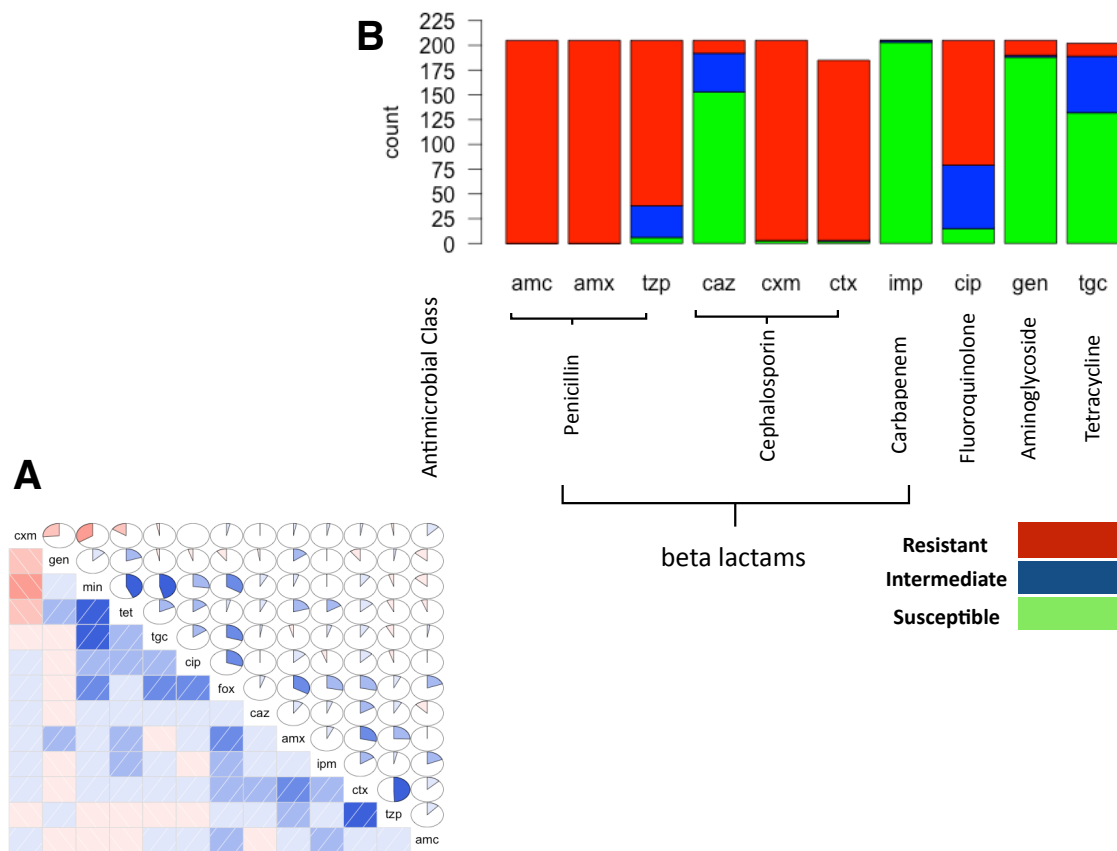 B
count
225
200
175
150
125
100
75
50
25
0
amc amx tzp caz cxm ctx imp cip gen tgc
Antimicrobial Class
Penicillin
Cephalosporin
Carbapenem
Fluoroquinolone
Aminoglycoside
Tetracycline
beta lactams
Resistant
Intermediate
Susceptible
A
cxm
gen
min
tet
tgc
cip
fox
caz
amx
ipm
ctx
tzp
amc